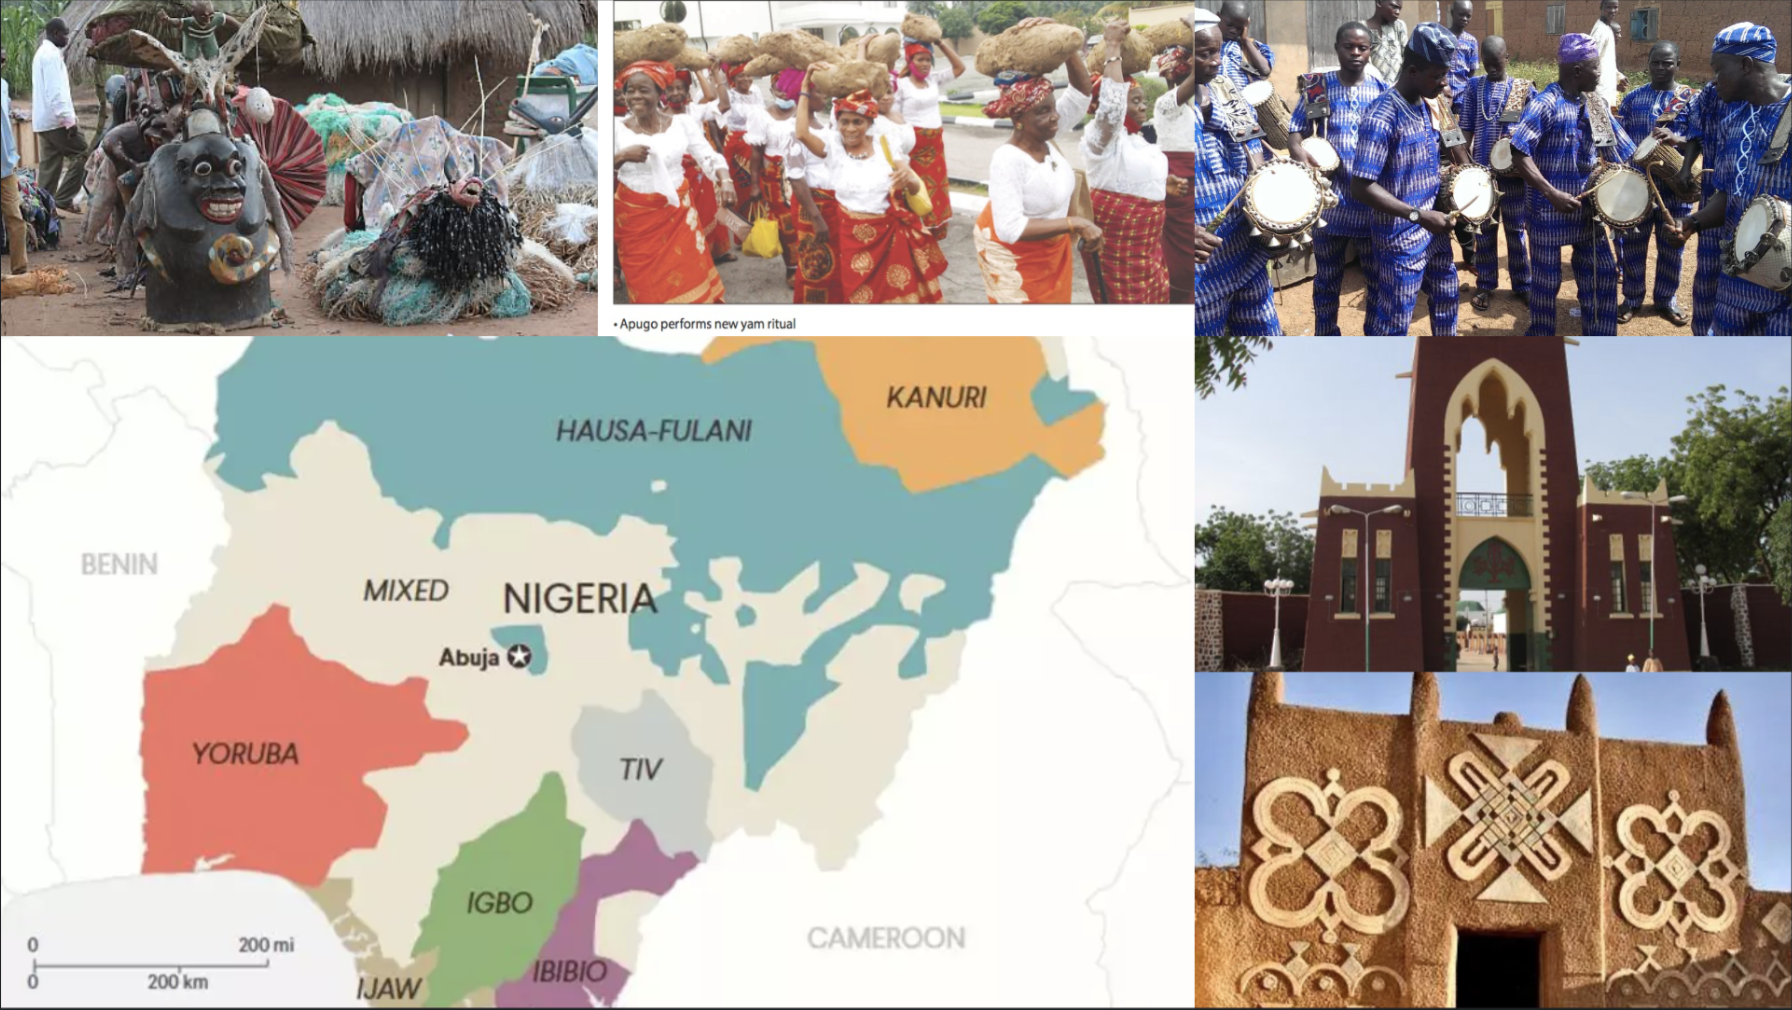 • Apugo performs new yam ritual
KANURI
HAUSA-FULANI
BENIN
MIXED
NIGERIA
Abuja
YORUBA
TIV
IGBO
CAMEROON
0
200 mi
0
200 km
IJAW
IBIBIO